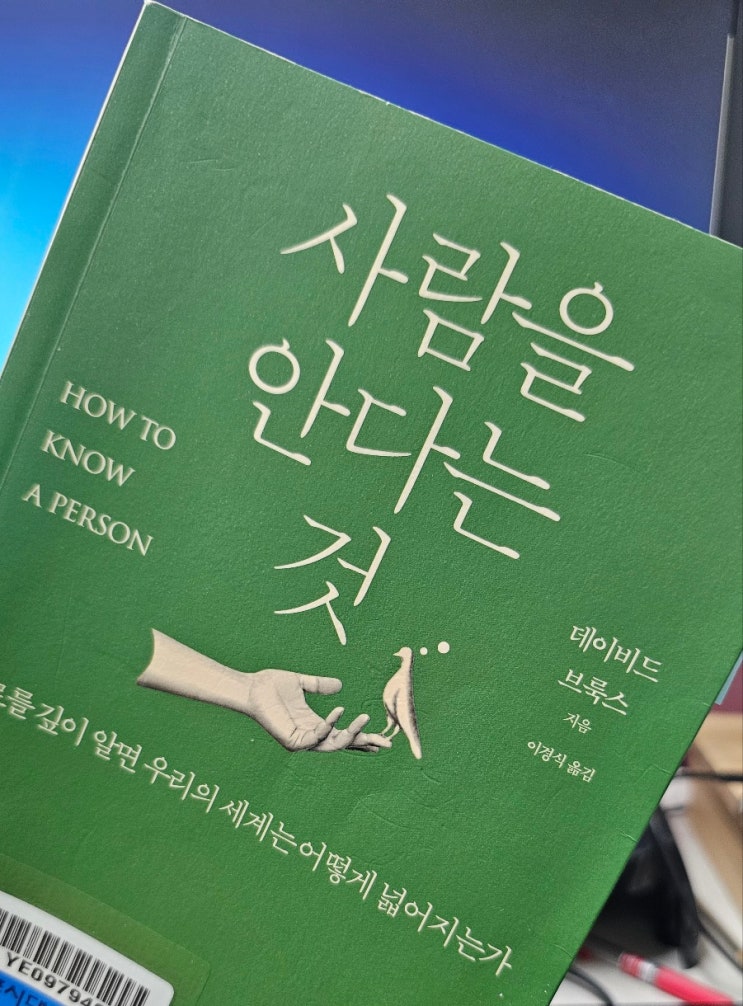 사람을
안다는
것
HOW TO
KNOW
A PERSON
데이비드
브룩스
지음
이경식 옮김
깊이 알면 우리의 세계는 어떻게 넓어지는가